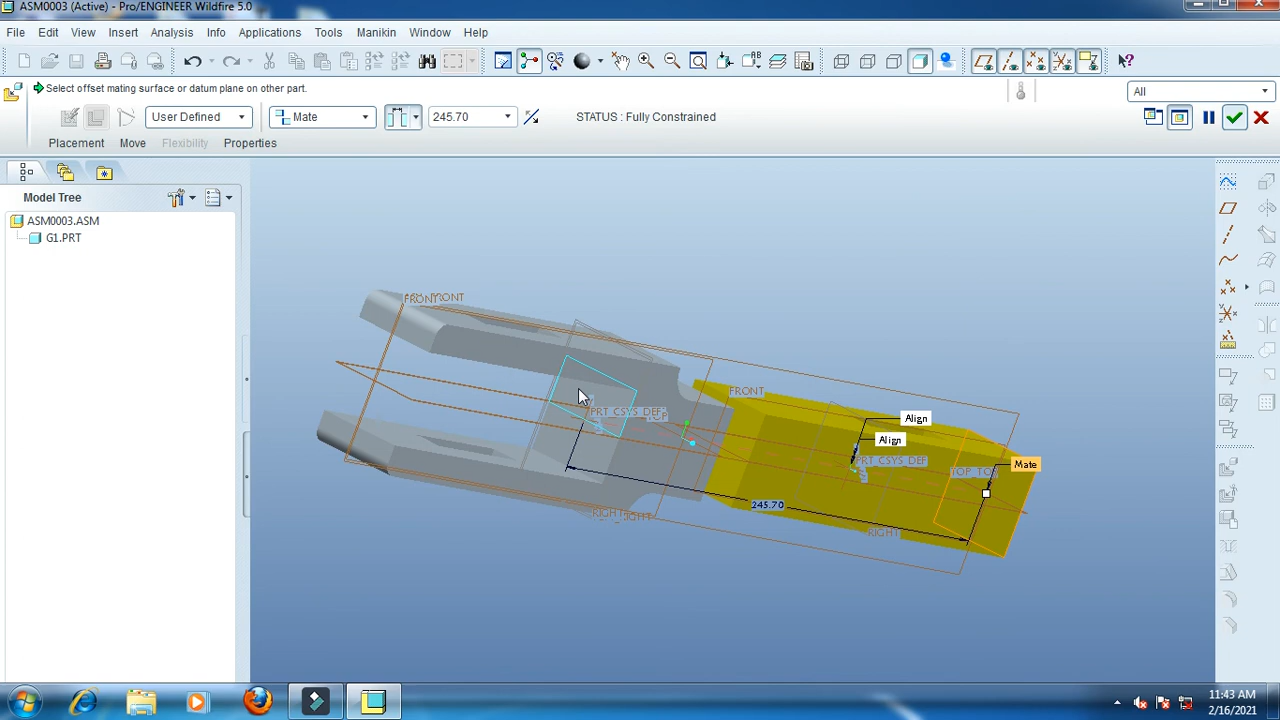 ASM0003 (Active) - Pro/ENGINEER Wildfire 5.0
File Edit View Insert Analysis Info Applications Tools Manikin Window Help
Select offset mating surface or datum plane on other part.
All
User Defined Mate 245.70 STATUS : Fully Constrained
Placement Move Flexibility Properties
Model Tree
ASM0003.ASM
G1.PRT
FRONT
FRONT
Align
PRT_CSYS_DEF
Align
PRT_CSYS_DEF
Mate
245.70
RIGHT
11:43 AM
2/16/2021